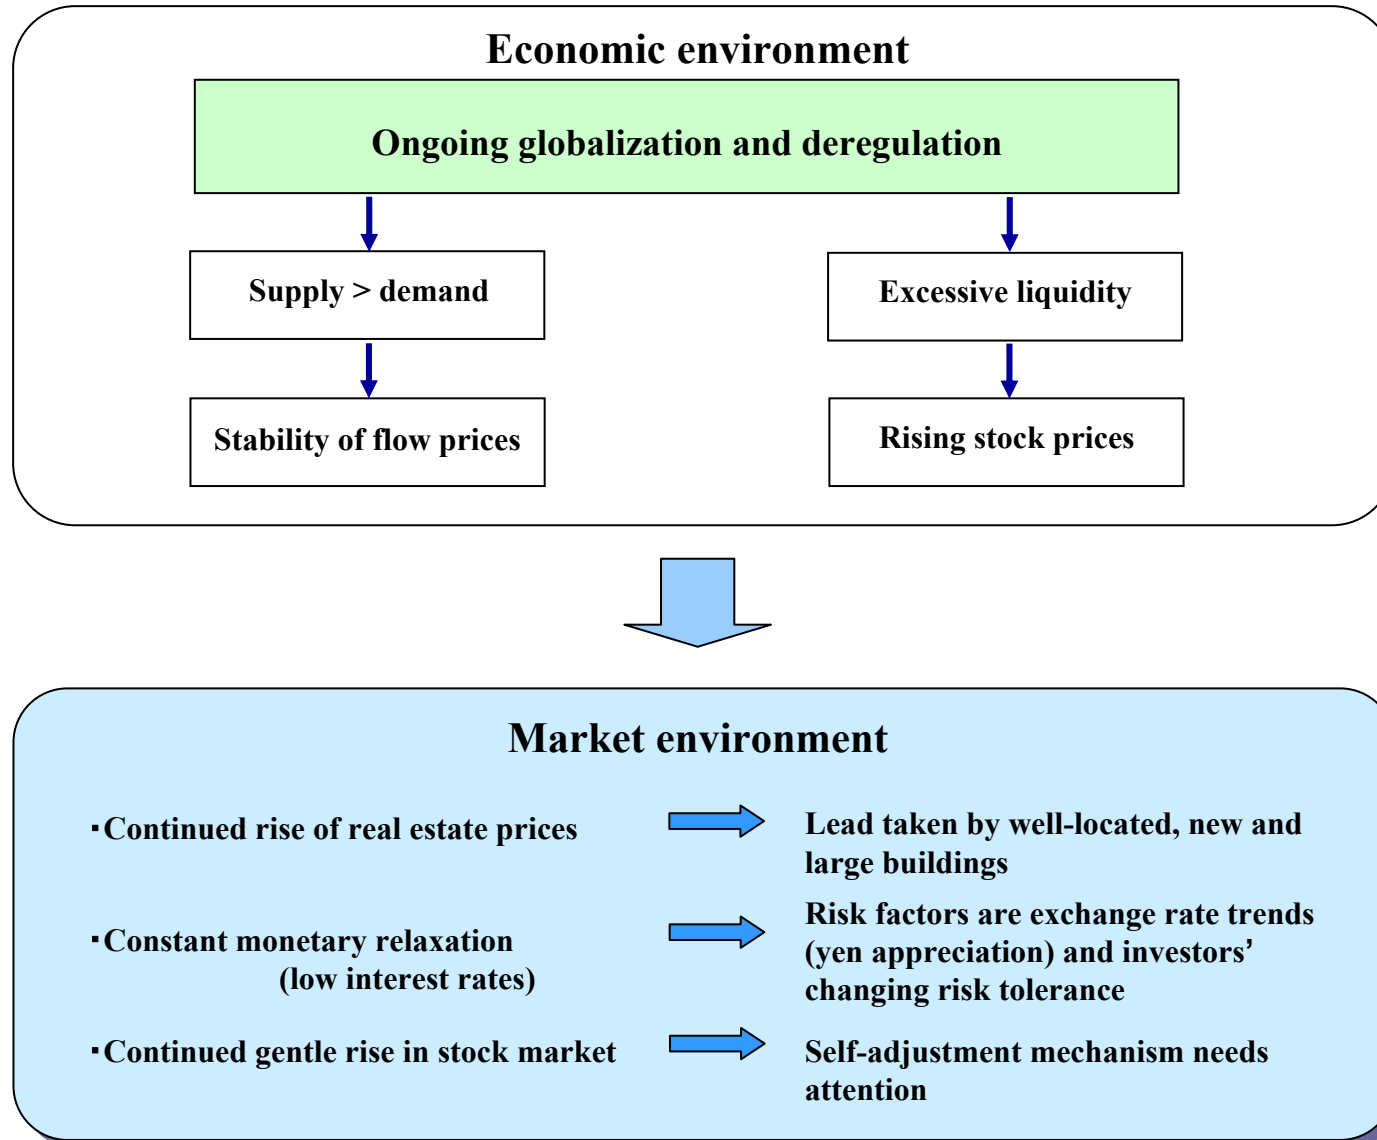 Economic environment
Ongoing globalization and deregulation
Supply > demand
Excessive liquidity
Stability of flow prices
Rising stock prices
Market environment
・Continued rise of real estate prices
Lead taken by well-located, new and
large buildings
・Constant monetary relaxation
(low interest rates)
Risk factors are exchange rate trends
(yen appreciation) and investors’
changing risk tolerance
・Continued gentle rise in stock market
Self-adjustment mechanism needs
attention